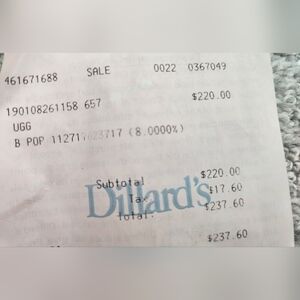 461671688 SALE 0022 0367049
190108261158 657 $220.00
UGG
B POP 112717623717 (8.0000%)
Subtotal $220.00
Tax $17.60
Total: $237.60
Dillard's
$237.60